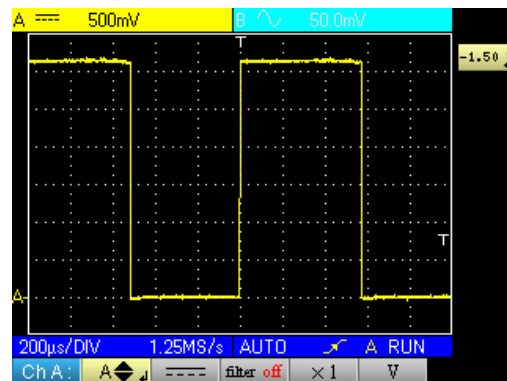 A 500mV B 50.0mV
T
-1.50
T
A
200µs/DIV 1.25MS/s AUTO A RUN
Ch A: A filter off ×1 V